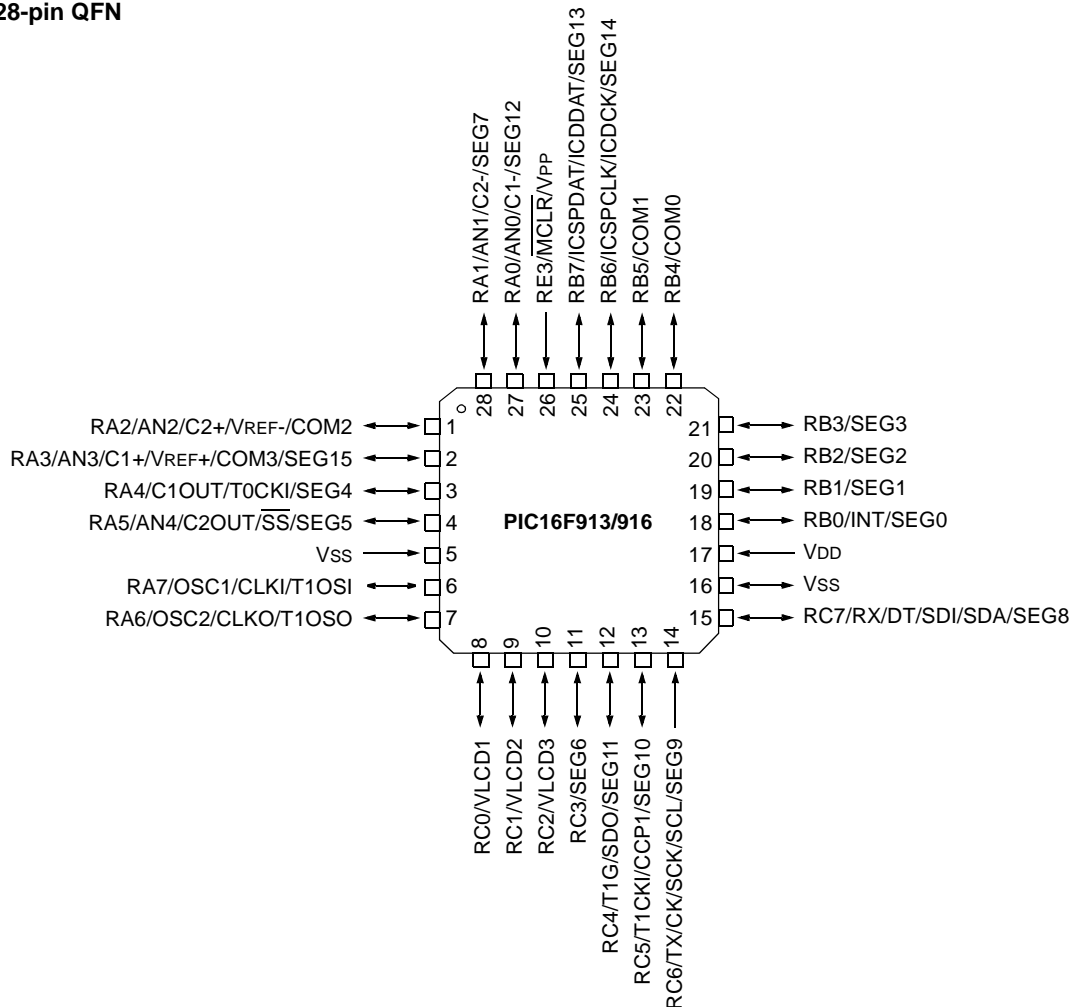 28-pin QFN
RA1/AN1/C2-/SEG7
RA0/AN0/C1-/SEG12
RE3/MCLR/VPP
RB7/ICSPDAT/ICDDAT/SEG13
RB6/ICSPCLK/ICDCK/SEG14
RB5/COM1
RB4/COM0
28
27
26
25
24
23
22
RA2/AN2/C2+/VREF-/COM2
1
RA3/AN3/C1+/VREF+/COM3/SEG15
2
RA4/C1OUT/T0CKI/SEG4
3
RA5/AN4/C2OUT/SS/SEG5
4
VSS
5
RA7/OSC1/CLKI/T1OSI
6
RA6/OSC2/CLKO/T1OSO
7
PIC16F913/916
21
RB3/SEG3
20
RB2/SEG2
19
RB1/SEG1
18
RB0/INT/SEG0
17
VDD
16
VSS
15
RC7/RX/DT/SDI/SDA/SEG8
8
9
10
11
12
13
14
RC0/VLCD1
RC1/VLCD2
RC2/VLCD3
RC3/SEG6
RC4/T1G/SDO/SEG11
RC5/T1CKI/CCP1/SEG10
RC6/TX/CK/SCK/SCL/SEG9